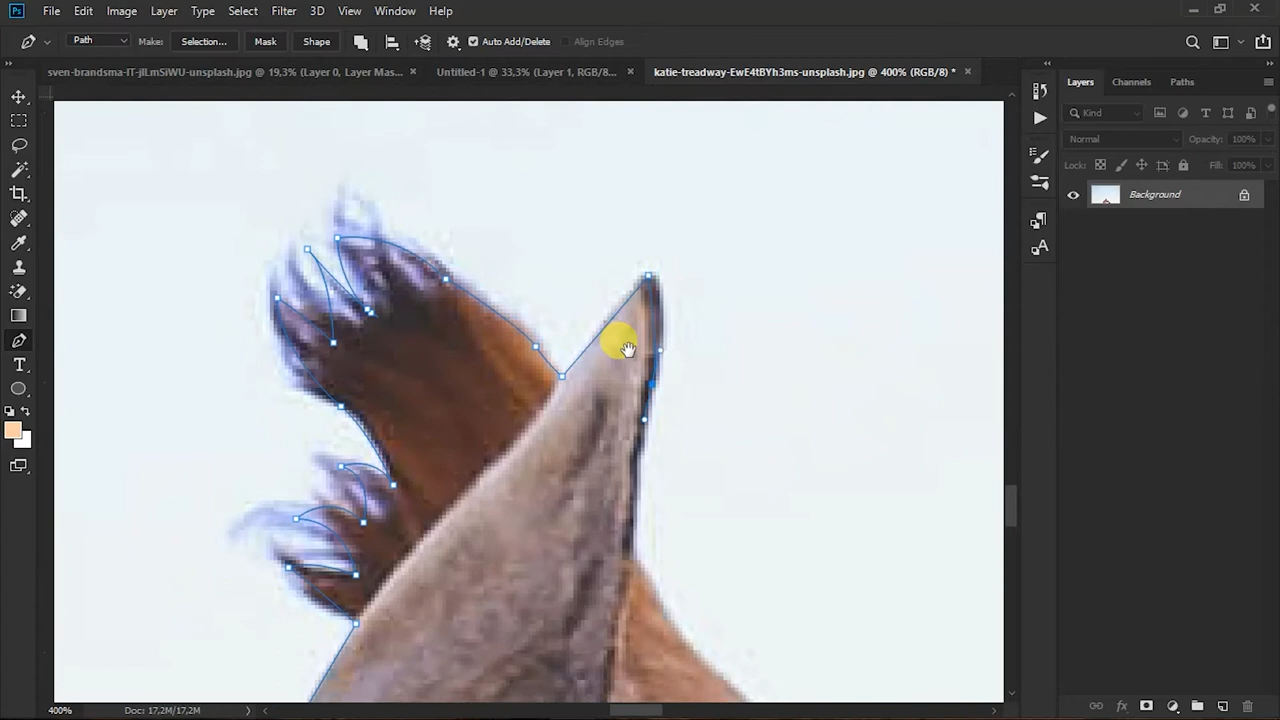 Ps File Edit Image Layer Type Select Filter 3D View Window Help
Path Make: Selection... Mask Shape Auto Add/Delete Align Edges
sven-brandsma-IT-jlLmSiWU-unsplash.jpg @ 19,3% (Layer 0, Layer Mas... × Untitled-1 @ 33,3% (Layer 1, RGB/8... × katie-treadway-EwE4tBYh3ms-unsplash.jpg @ 400% (RGB/8) * ×
Layers Channels Paths
Kind
Normal Opacity: 100%
Lock: Fill: 100%
Background
400% Doc: 17,2M/17,2M